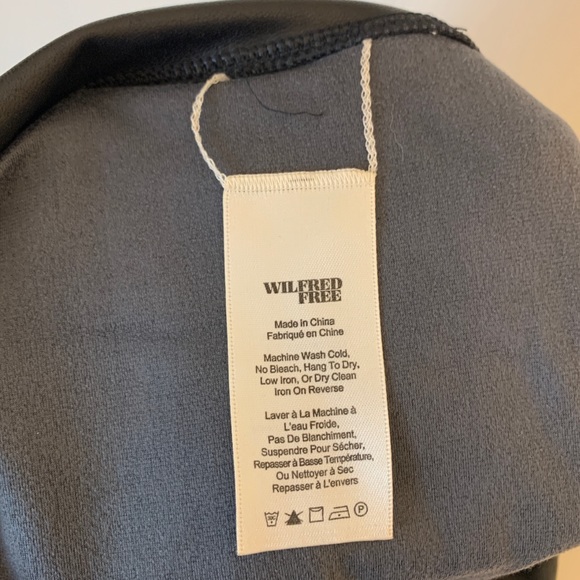 WILFRED
FREE
Made in China
Fabriqué en Chine
Machine Wash Cold,
No Bleach, Hang To Dry,
Low Iron, Or Dry Clean
Iron On Reverse
Laver à La Machine à
L'eau Froide,
Pas De Blanchiment,
Suspendre Pour Sécher,
Repasser à Basse Température,
Ou Nettoyer à Sec
Repasser à L'envers
P